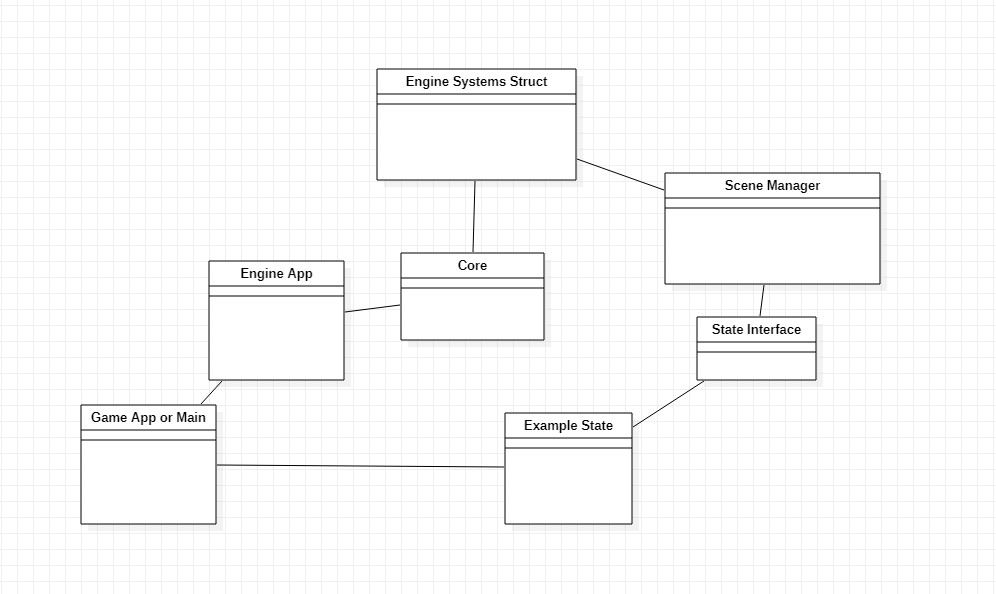 Engine Systems Struct
Scene Manager
Core
Engine App
State Interface
Game App or Main
Example State